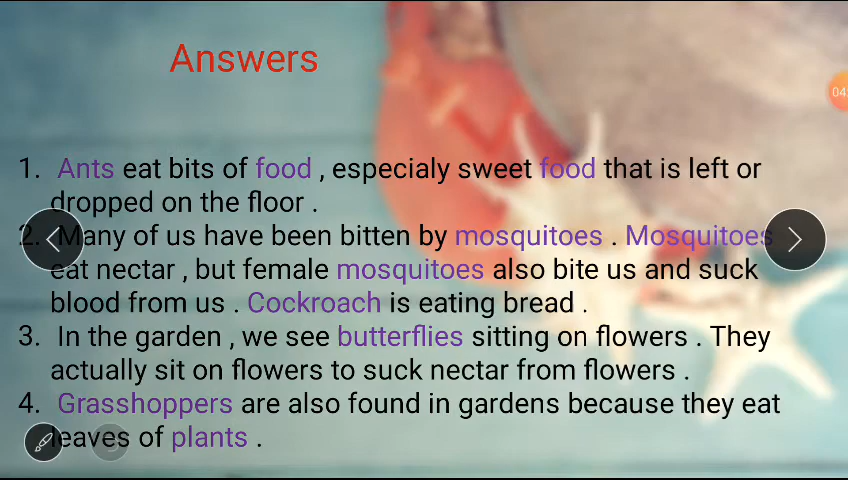 Answers
04
1. Ants eat bits of food , especialy sweet food that is left or
dropped on the floor .
2. Many of us have been bitten by mosquitoes . Mosquitoes
eat nectar , but female mosquitoes also bite us and suck
blood from us . Cockroach is eating bread .
3. In the garden , we see butterflies sitting on flowers . They
actually sit on flowers to suck nectar from flowers .
4. Grasshoppers are also found in gardens because they eat
leaves of plants .